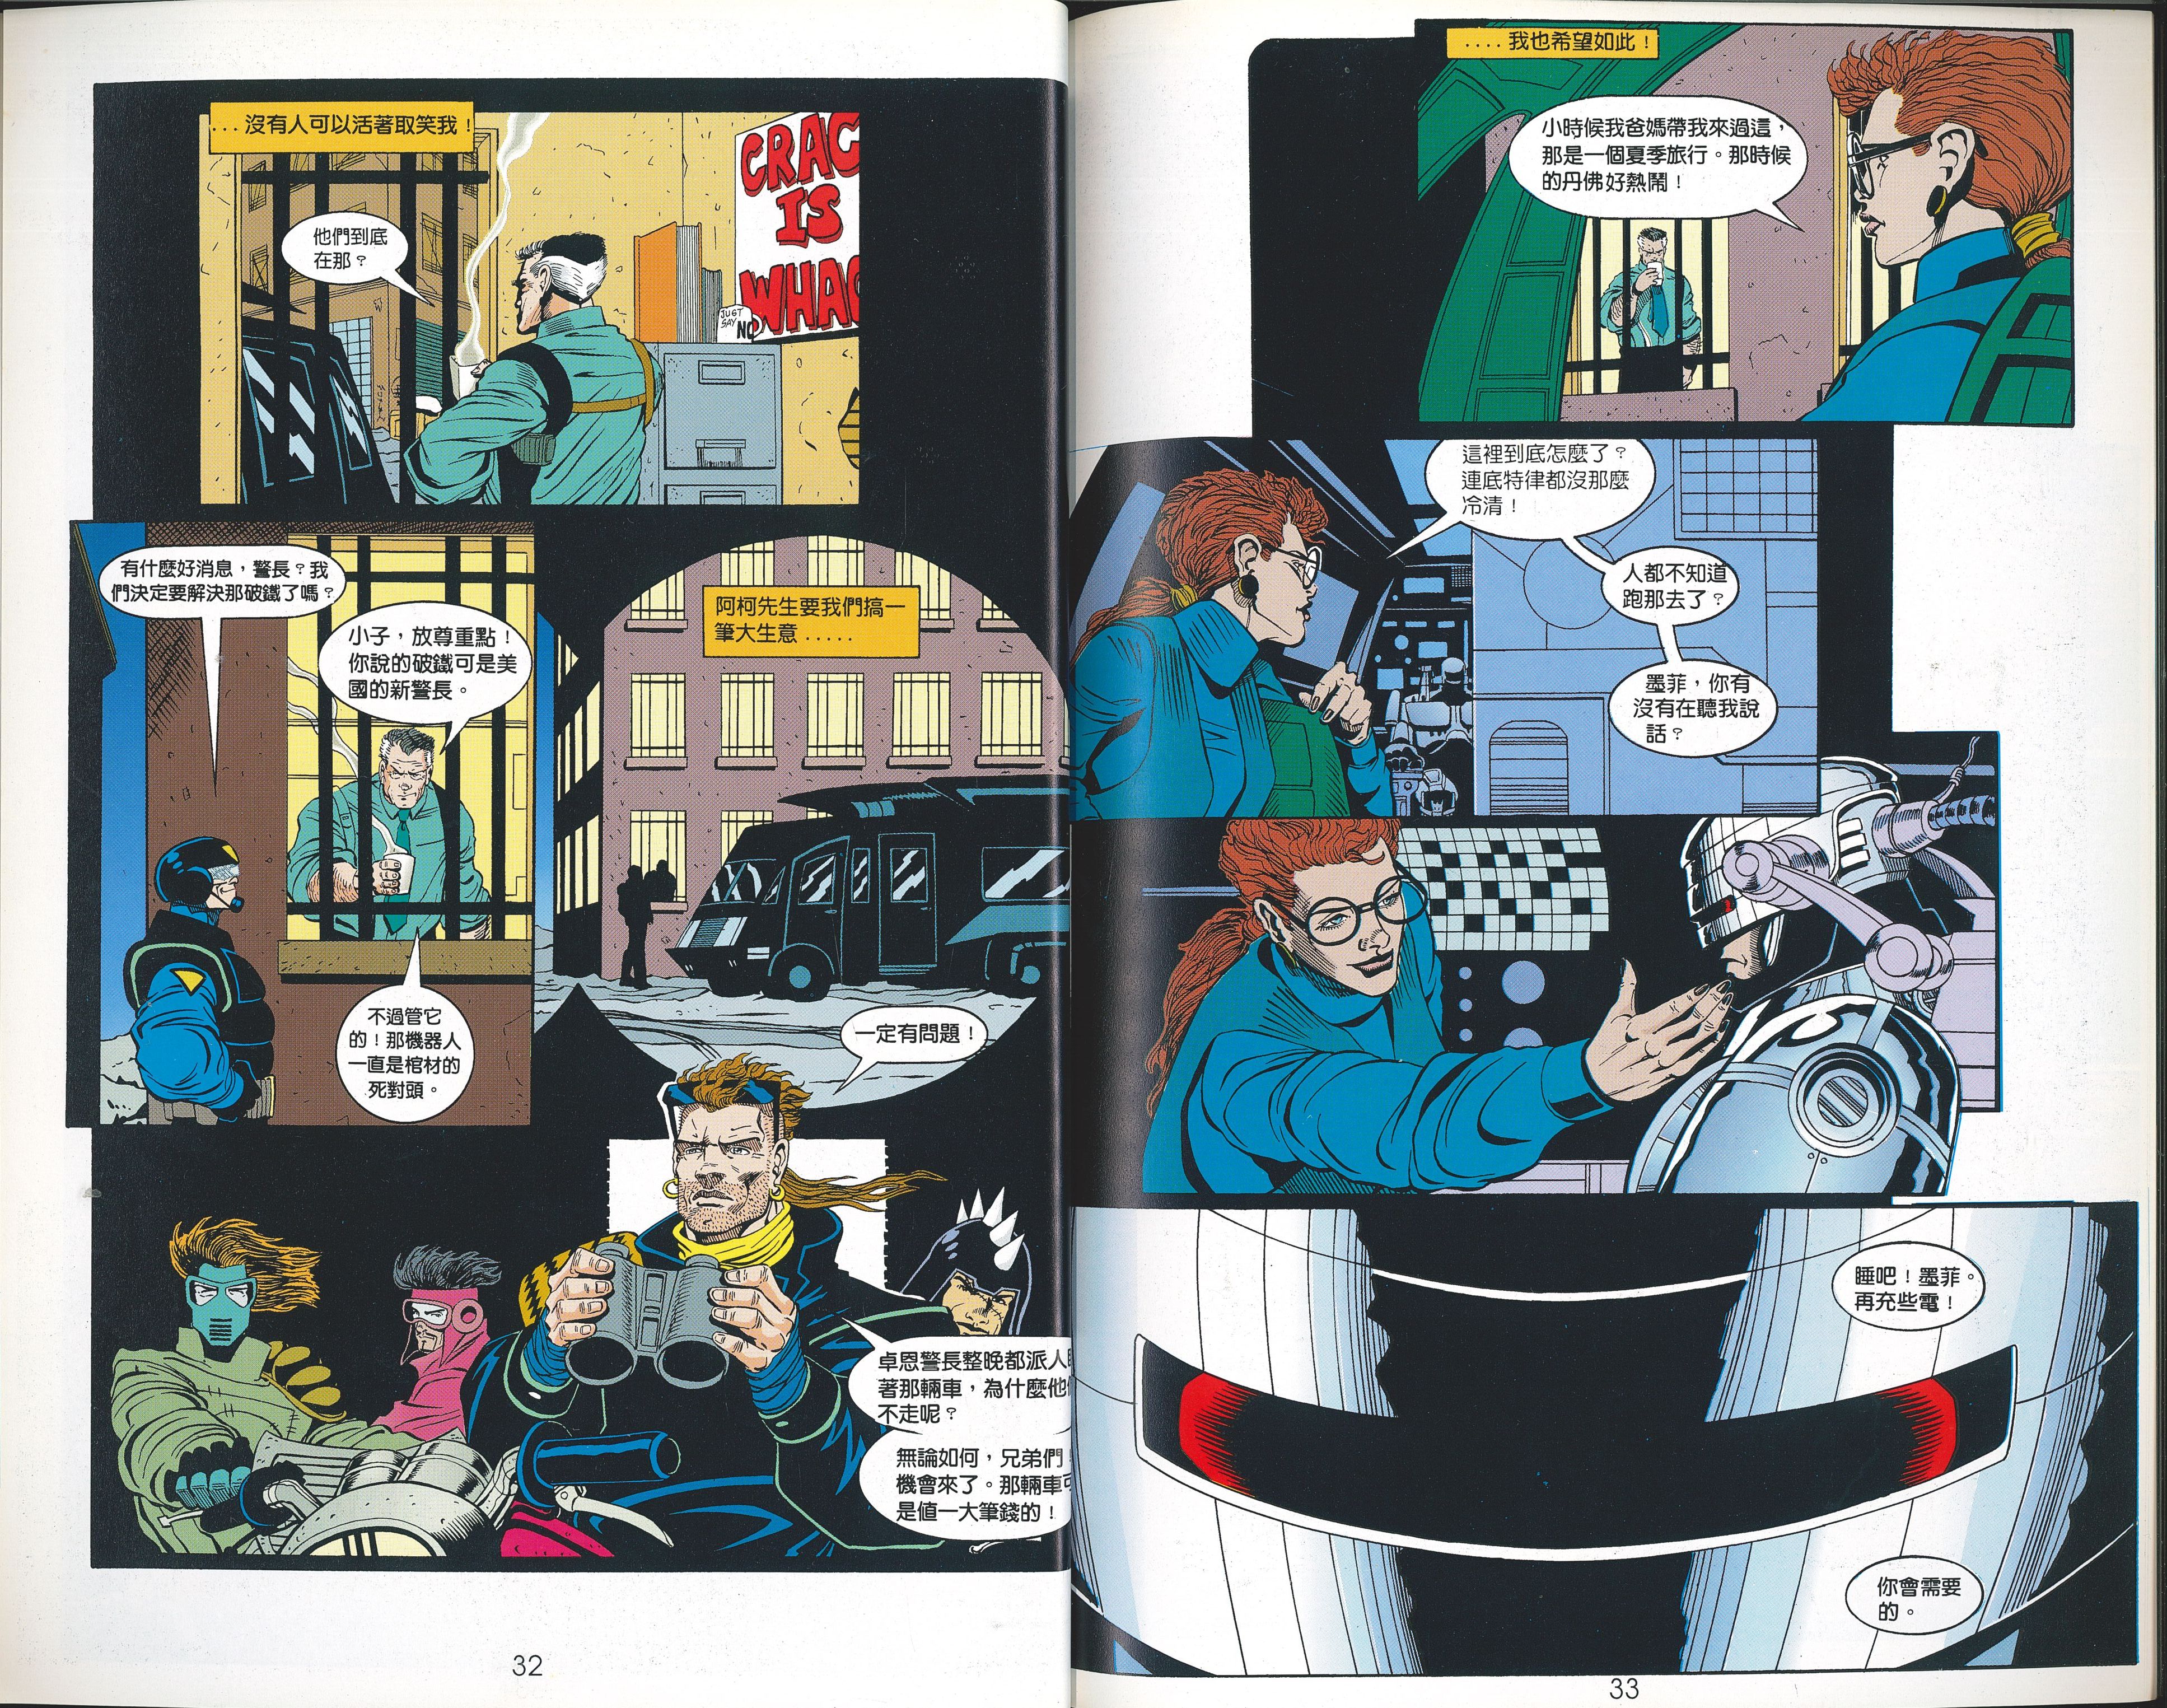 ...沒有人可以活著取笑我！
他們到底
在那？
CRAC
IS
WHAC
JUST
SAY
NO
有什麼好消息，警長？我
們決定要解決那破鐵了嗎？
小子，放尊重點！
你說的破鐵可是美
國的新警長。
不過管它
的！那機器人
一直是棺材的
死對頭。
阿柯先生要我們搞一
筆大生意.....
一定有問題！
卓恩警長整晚都派人
著那輛車，為什麼他
不走呢？
無論如何，兄弟們
機會來了。那輛車
是值一大筆錢的！
32
....我也希望如此！
小時候我爸媽帶我來過這，
那是一個夏季旅行。那時候
的丹佛好熱鬧！
這裡到底怎麼了？
連底特律都沒那麼
冷清！
人都不知道
跑那去了？
墨菲，你有
沒有在聽我說
話？
睡吧！墨菲。
再充些電！
你會需要
的。
33